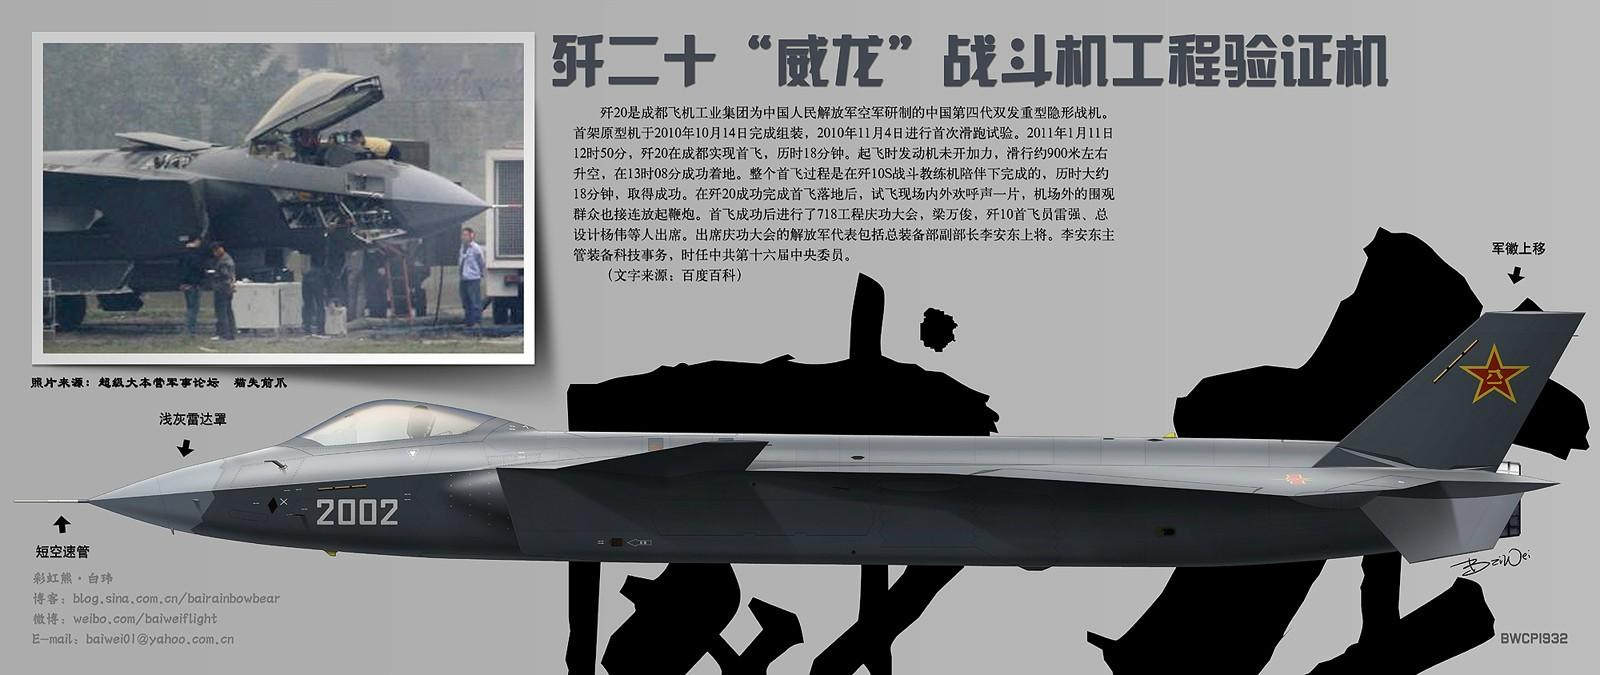 歼二十“威龙”战斗机工程验证机
歼20是成都飞机工业集团为中国人民解放军空军研制的中国第四代双发重型隐形战机。
首架原型机于2010年10月14日完成组装，2010年11月4日进行首次滑跑试验。2011年1月11日
12时50分，歼20在成都实现首飞，历时18分钟。起飞时发动机未开加力，滑行约900米左右
升空，在13时08分成功着地。整个首飞过程是在歼10S战斗教练机陪伴下完成的，历时大约
18分钟，取得成功。在歼20成功完成首飞落地后，试飞现场内外欢呼声一片，机场外的围观
群众也接连放起鞭炮。首飞成功后进行了718工程庆功大会，梁万俊，歼10首飞员雷强、总
设计杨伟等人出席。出席庆功大会的解放军代表包括总装备部副部长李安东上将。李安东主
管装备科技事务，时任中共第十六届中央委员。
（文字来源：百度百科）
照片来源：超级大本营军事论坛 猫失前爪
军徽上移
浅灰雷达罩
八一
2002
短空速管
BaiWei
彩虹熊·白玮
博客：blog.sina.com.cn/bairainbowbear
微博：weibo.com/baiweiflight
E-mail：baiwei01@yahoo.com.cn
BWCP1932